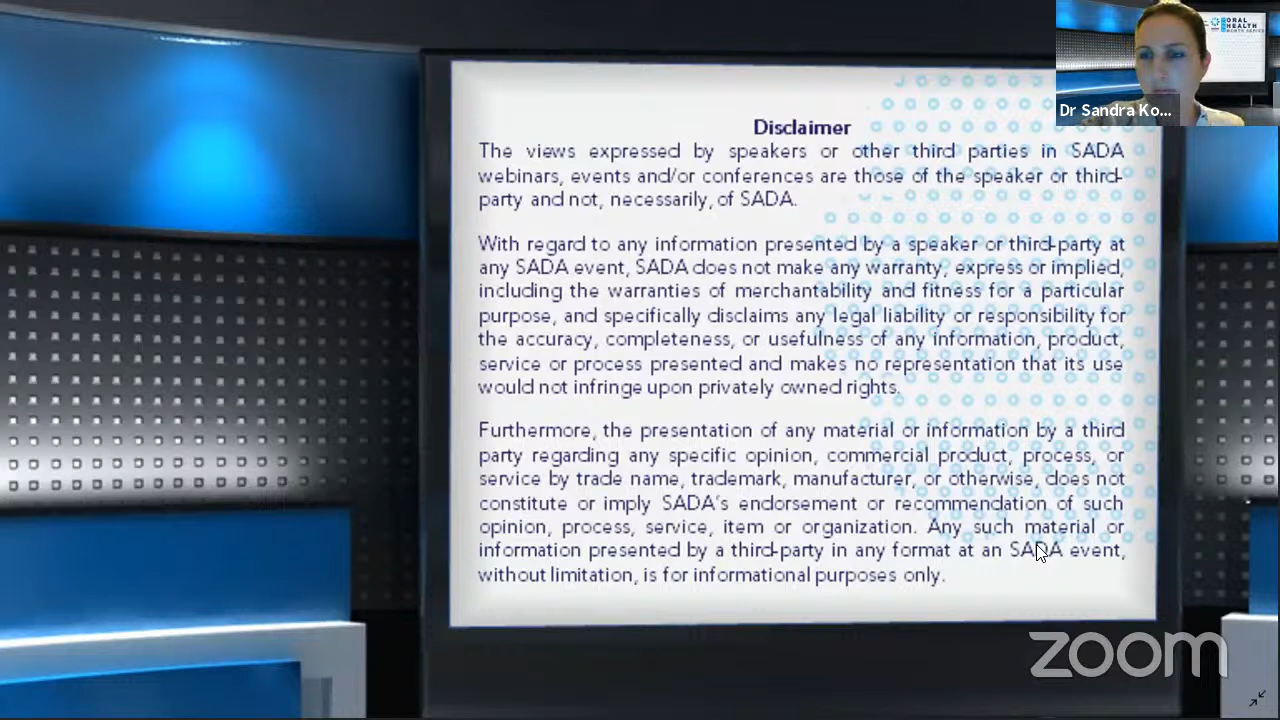 ORAL
HEALTH
Dr Sandra Ko...
Disclaimer
The views expressed by speakers or other third parties in SADA
webinars, events and/or conferences are those of the speaker or third-
party and not, necessarily, of SADA.
With regard to any information presented by a speaker or third-party at
any SADA event, SADA does not make any warranty, express or implied,
including the warranties of merchantability and fitness for a particular
purpose, and specifically disclaims any legal liability or responsibility for
the accuracy, completeness, or usefulness of any information, product,
service or process presented and makes no representation that its use
would not infringe upon privately owned rights.
Furthermore, the presentation of any material or information by a third
party regarding any specific opinion, commercial product, process, or
service by trade name, trademark, manufacturer, or otherwise, does not
constitute or imply SADA's endorsement or recommendation of such
opinion, process, service, item or organization. Any such material or
information presented by a third-party in any format at an SADA event,
without limitation, is for informational purposes only.
zoom